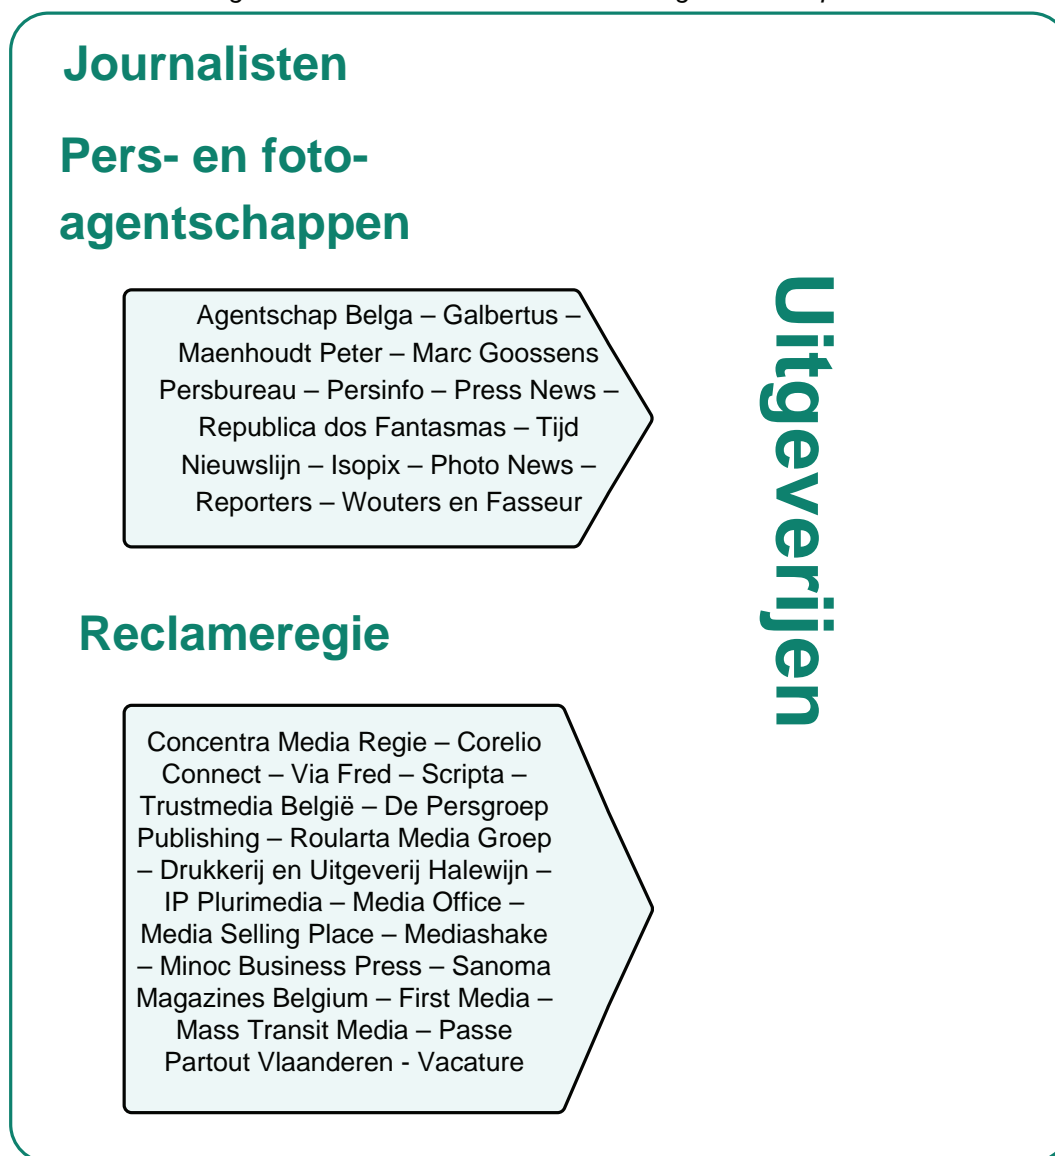 Journalisten
Pers- en foto-
agentschappen
Agentschap Belga – Galbertus –
Maenhoudt Peter – Marc Goossens
Persbureau – Persinfo – Press News –
Republica dos Fantasmas – Tijd
Nieuwslijn – Isopix – Photo News –
Reporters – Wouters en Fasseur
Uitgeverijen
Reclameregie
Concentra Media Regie – Corelio
Connect – Via Fred – Scripta –
Trustmedia België – De Persgroep
Publishing – Roularta Media Groep
– Drukkerij en Uitgeverij Halewijn –
IP Plurimedia – Media Office –
Media Selling Place – Mediashake
– Minoc Business Press – Sanoma
Magazines Belgium – First Media –
Mass Transit Media – Passe
Partout Vlaanderen - Vacature